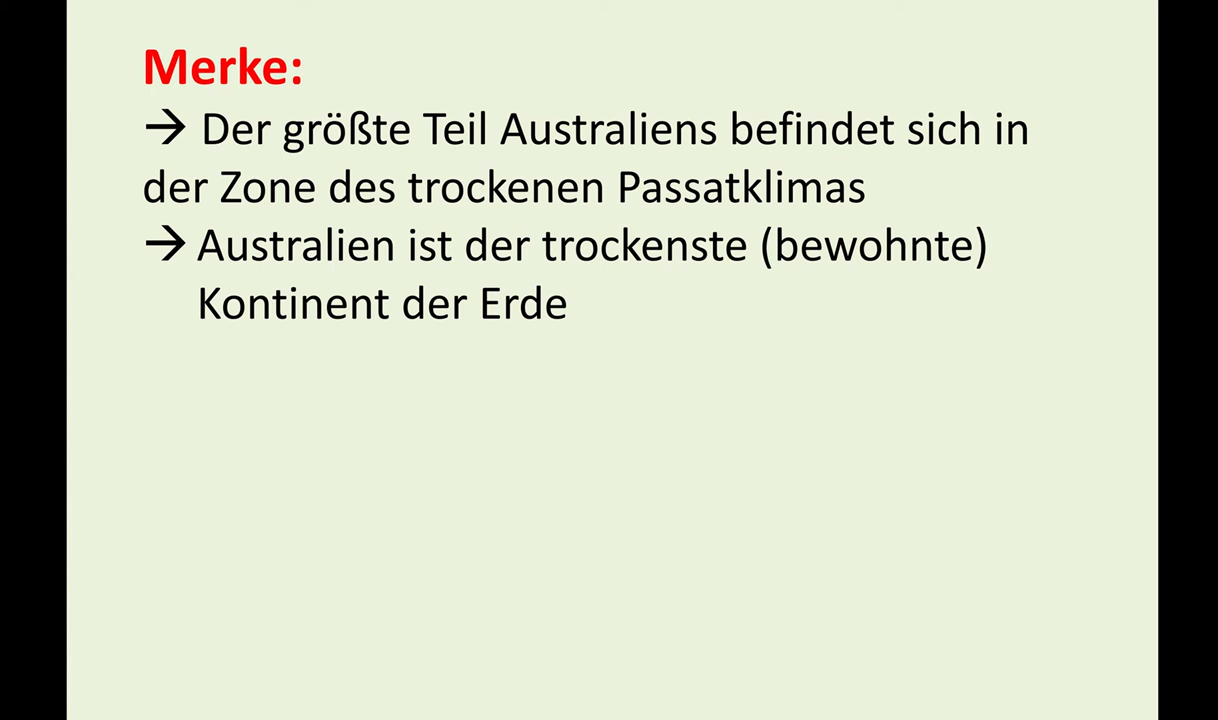 Merke:
→ Der größte Teil Australiens befindet sich in
der Zone des trockenen Passatklimas
→ Australien ist der trockenste (bewohnte)
Kontinent der Erde